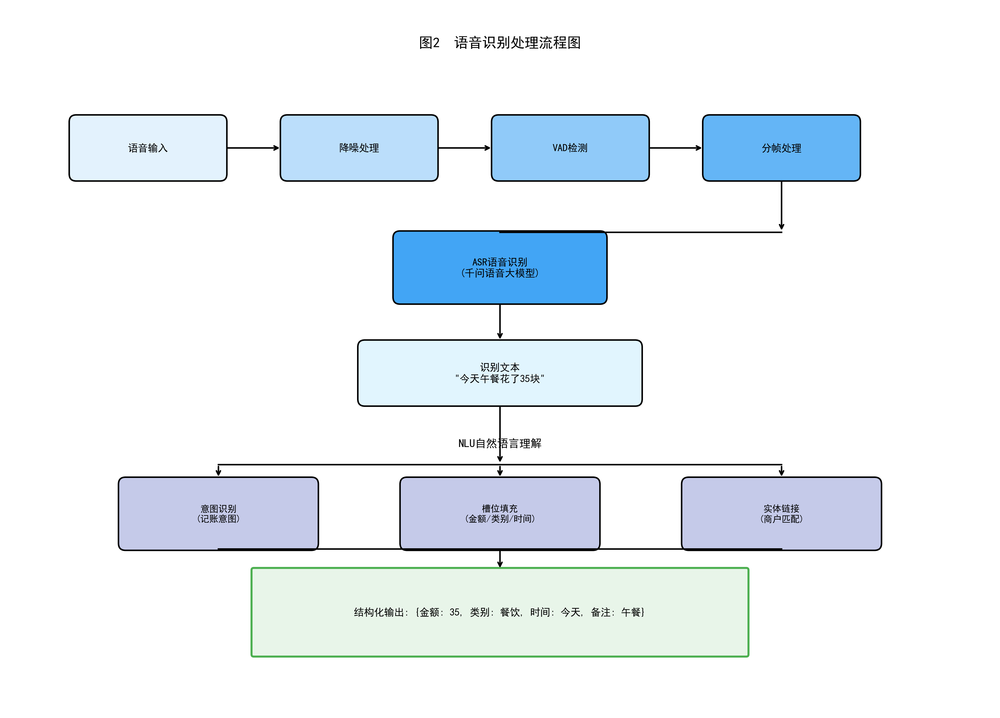 图2  语音识别处理流程图
语音输入
降噪处理
VAD检测
分帧处理
ASR语音识别
(千问语音大模型)
识别文本
"今天午餐花了35块"
NLU自然语言理解
意图识别
(记账意图)
槽位填充
(金额/类别/时间)
实体链接
(商户匹配)
结构化输出: {金额: 35, 类别: 餐饮, 时间: 今天, 备注: 午餐}